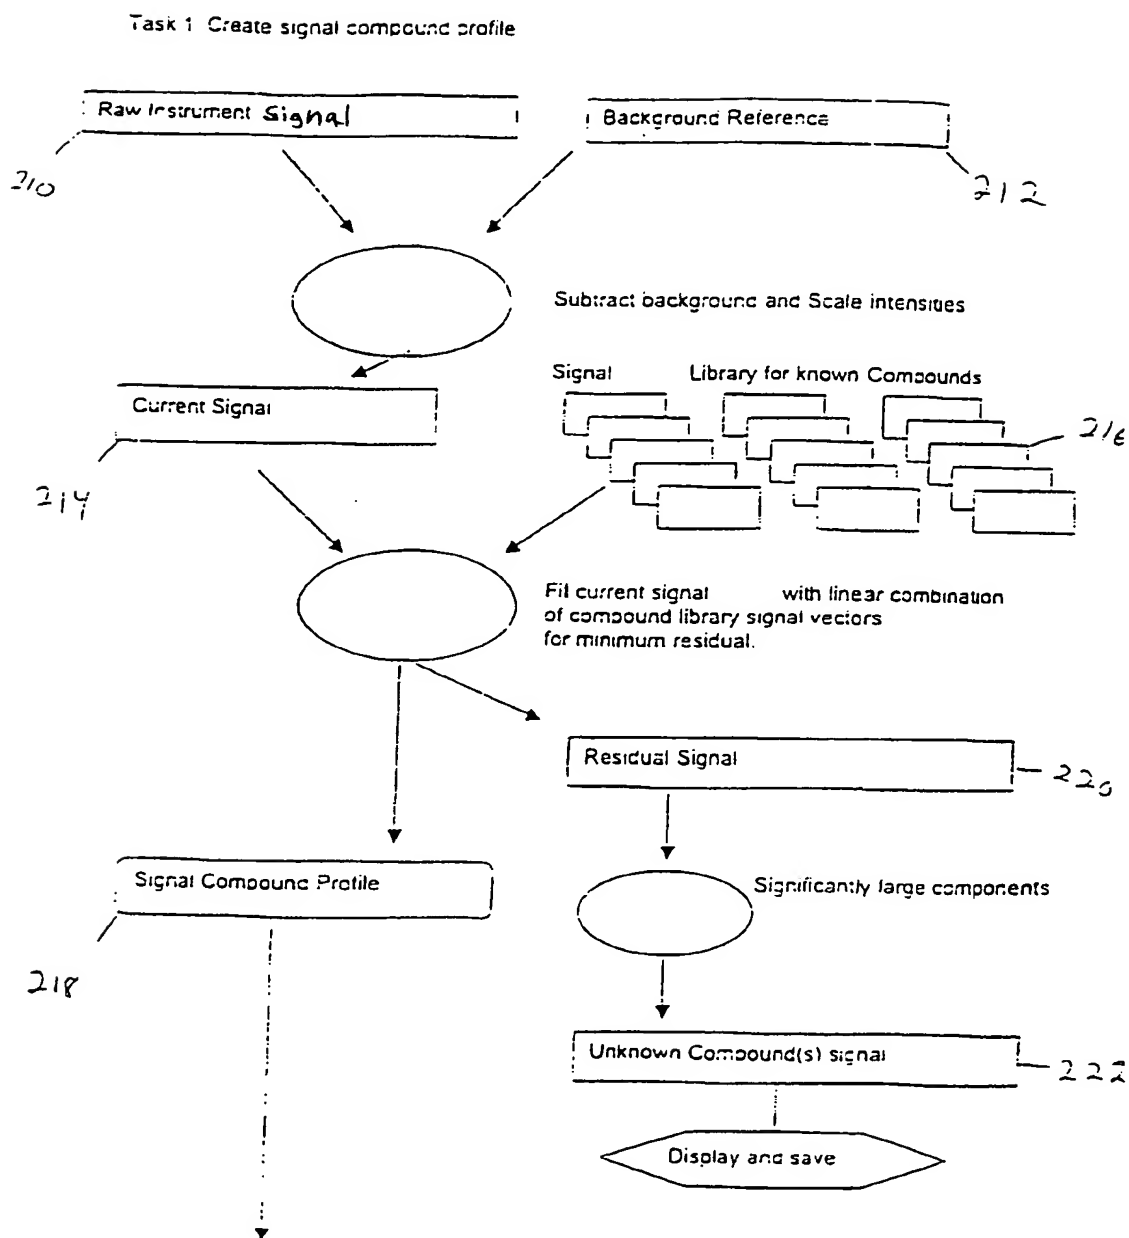 Task 1 Create signal compound profile
Raw Instrument Signal
Background Reference
210
212
Subtract background and Scale intensities
Signal Library for known Compounds
Current Signal
216
214
Fit current signal with linear combination
of compound library signal vectors
for minimum residual.
Residual Signal
220
Signal Compound Profile
Significantly large components
218
Unknown Compound(s) signal
222
Display and save